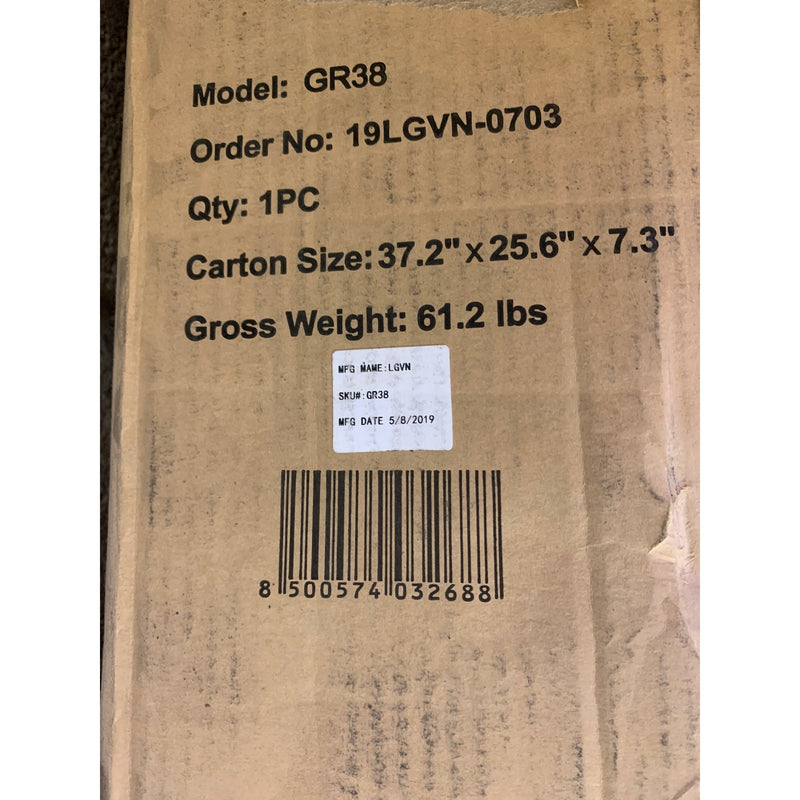 Model: GR38
Order No: 19LGVN-0703
Qty: 1PC
Carton Size: 37.2" x 25.6" x 7.3"
Gross Weight: 61.2 lbs
MFG MAME:LGVN
SKU#:GR38
MFG DATE 5/8/2019
8 500574 032688